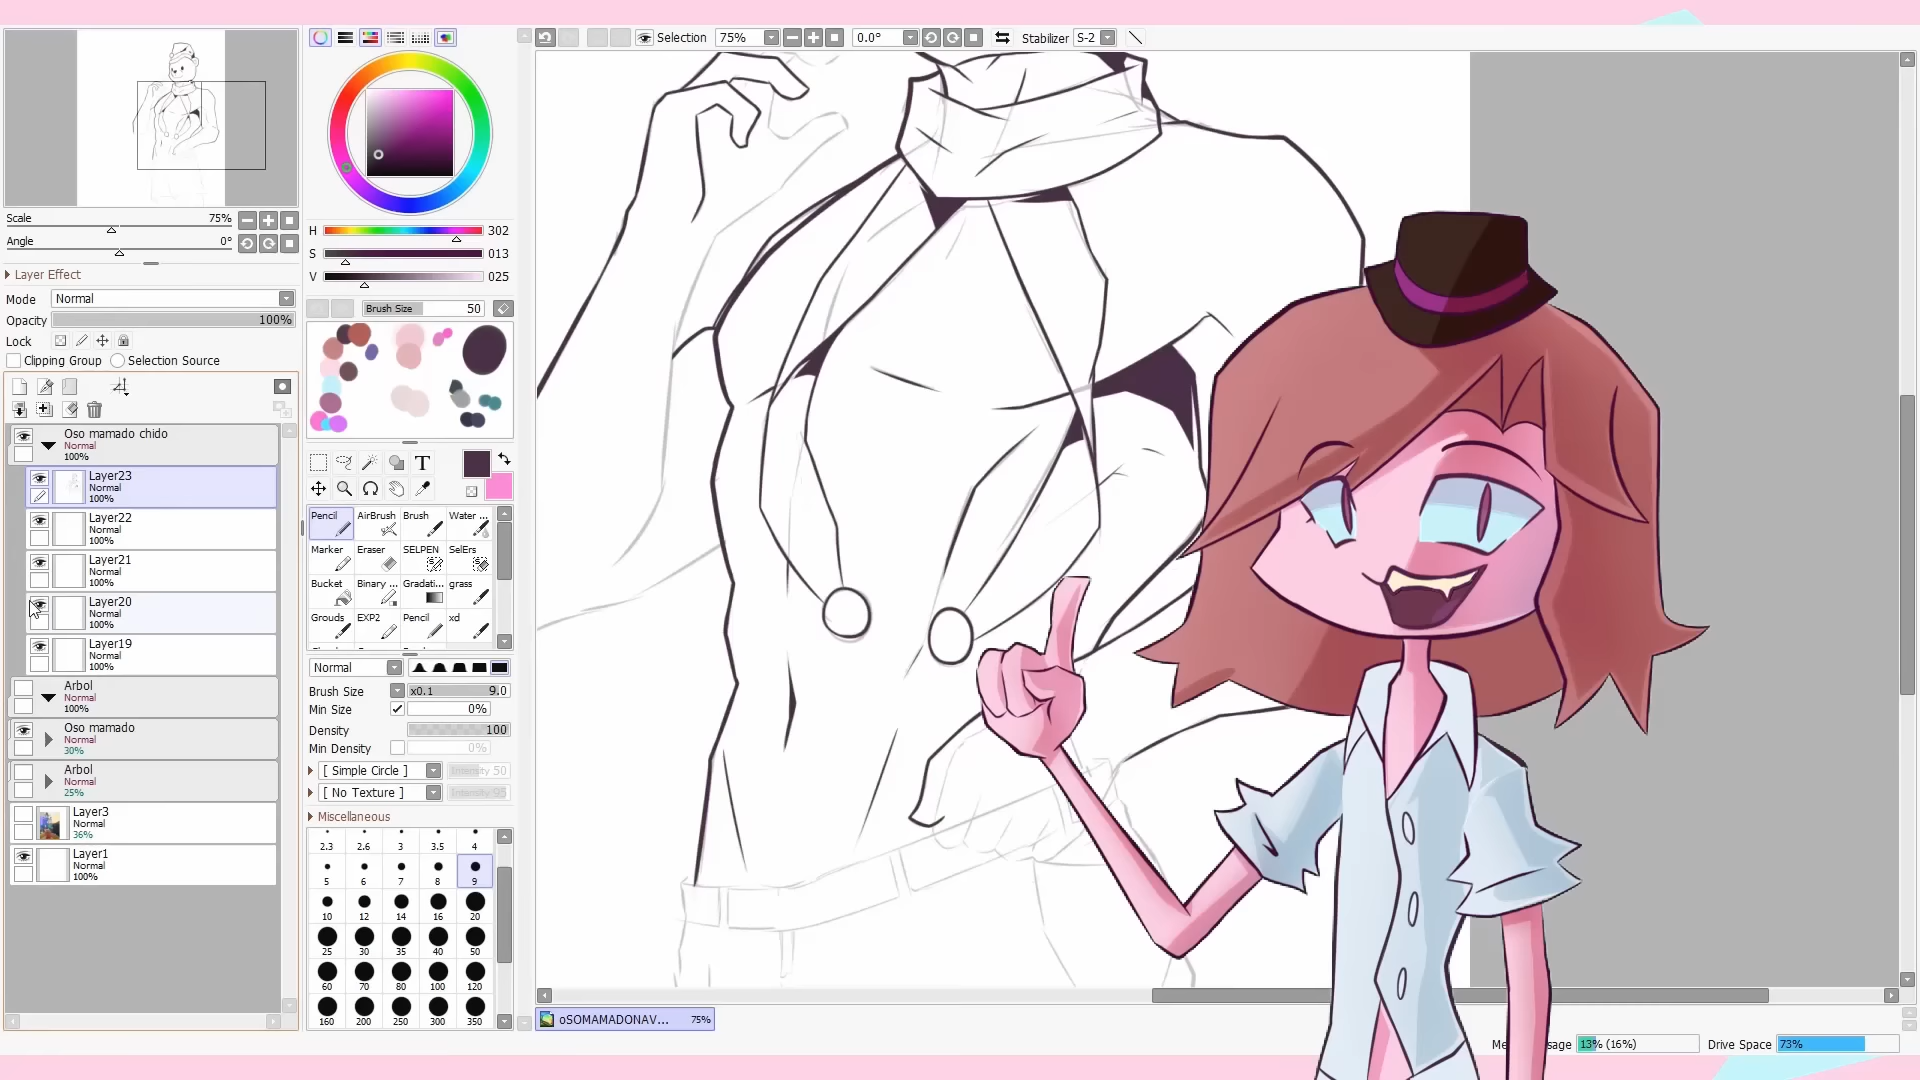 Selection 75% 0.0° Stabilizer S-2
Scale 75%
Angle 0°
Layer Effect
Mode Normal
Opacity 100%
Lock
Clipping Group Selection Source
Oso mamado chido
Normal
100%
Layer23
Normal
100%
Layer22
Normal
100%
Layer21
Normal
100%
Layer20
Normal
100%
Layer19
Normal
100%
Arbol
Normal
100%
Oso mamado
Normal
30%
Arbol
Normal
25%
Layer3
Normal
36%
Layer1
Normal
100%
H 302
S 013
V 025
Brush Size 50
T
Pencil AirBrush Brush Water ...
Marker Eraser SELPEN SelErs
Bucket Binary ... Gradati... grass
Grouds EXP2 Pencil xd
Normal
Brush Size x0.1 9.0
Min Size 0%
Density 100
Min Density 0%
[ Simple Circle ] Intensity 50
[ No Texture ] Intensity 95
Miscellaneous
2.3 2.6 3 3.5 4
5 6 7 8 9
10 12 14 16 20
25 30 35 40 50
60 70 80 100 120
160 200 250 300 350
oSOMAMADONAV... 75%
Me sage 13% (16%) Drive Space 73%